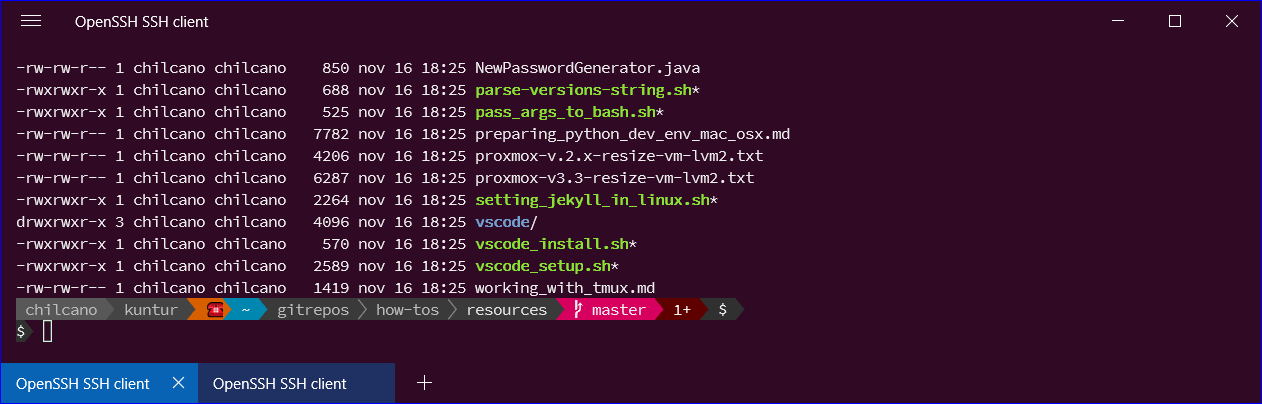 OpenSSH SSH client
-rw-rw-r-- 1 chilcano chilcano    850 nov 16 18:25 NewPasswordGenerator.java
-rwxrwxr-x 1 chilcano chilcano    688 nov 16 18:25 parse-versions-string.sh*
-rwxrwxr-x 1 chilcano chilcano    525 nov 16 18:25 pass_args_to_bash.sh*
-rw-rw-r-- 1 chilcano chilcano   7782 nov 16 18:25 preparing_python_dev_env_mac_osx.md
-rw-rw-r-- 1 chilcano chilcano   4206 nov 16 18:25 proxmox-v.2.x-resize-vm-lvm2.txt
-rw-rw-r-- 1 chilcano chilcano   6287 nov 16 18:25 proxmox-v3.3-resize-vm-lvm2.txt
-rwxrwxr-x 1 chilcano chilcano   2264 nov 16 18:25 setting_jekyll_in_linux.sh*
drwxrwxr-x 3 chilcano chilcano   4096 nov 16 18:25 vscode/
-rwxrwxr-x 1 chilcano chilcano    570 nov 16 18:25 vscode_install.sh*
-rwxrwxr-x 1 chilcano chilcano   2589 nov 16 18:25 vscode_setup.sh*
-rw-rw-r-- 1 chilcano chilcano   1419 nov 16 18:25 working_with_tmux.md
chilcano kuntur ☎ ~ gitrepos how-tos resources master 1+ $
$
OpenSSH SSH client OpenSSH SSH client